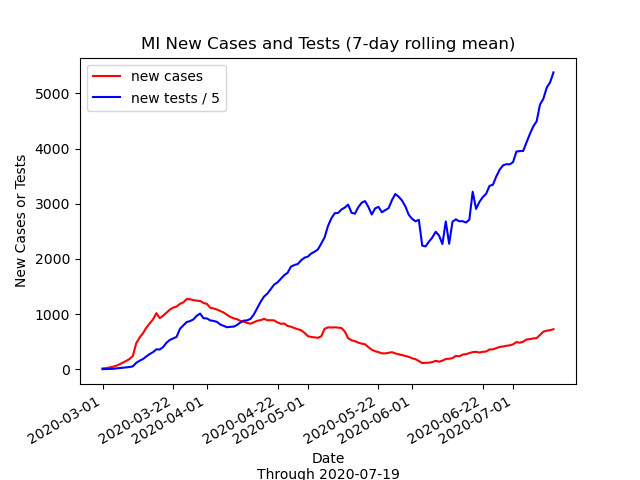 MI New Cases and Tests (7-day rolling mean)
new cases
new tests / 5
New Cases or Tests
5000
4000
3000
2000
1000
0
2020-03-01
2020-03-22
2020-04-01
2020-04-22
2020-05-01
2020-05-22
2020-06-01
2020-06-22
2020-07-01
Date
Through 2020-07-19